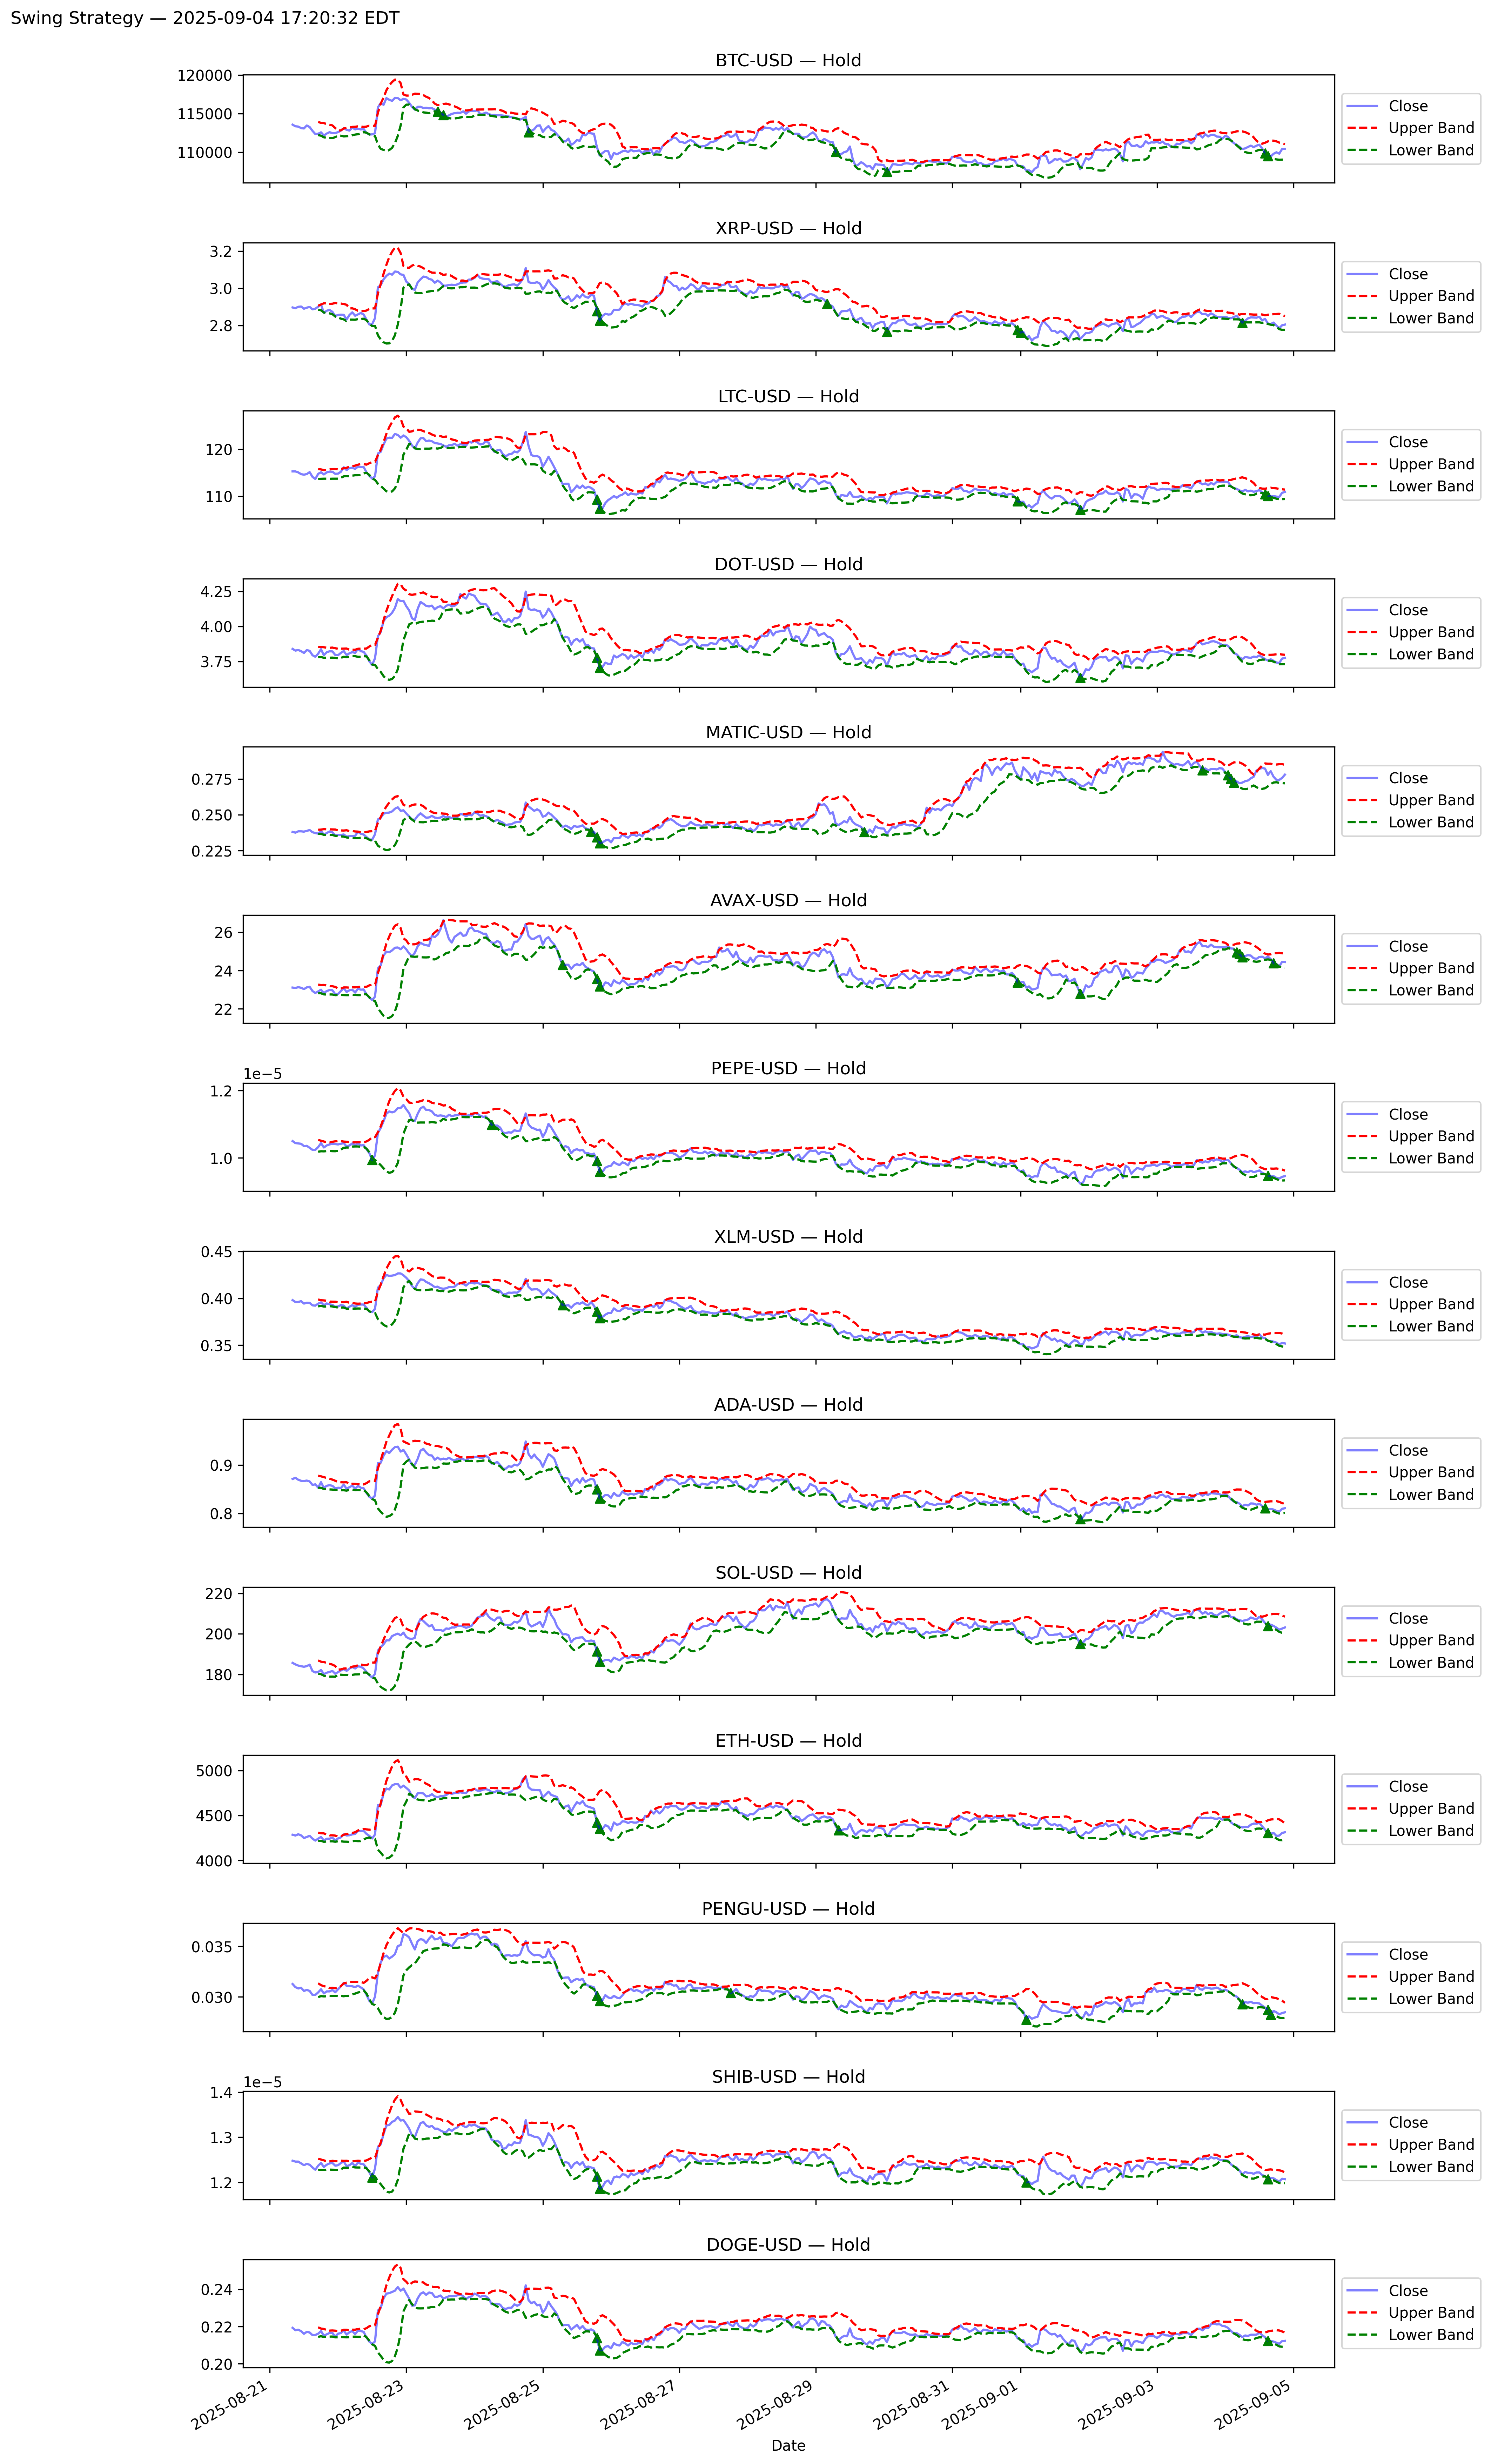 Swing Strategy — 2025-09-04 17:20:32 EDT
BTC-USD — Hold
120000
115000
110000
Close
Upper Band
Lower Band
XRP-USD — Hold
3.2
3.0
2.8
Close
Upper Band
Lower Band
LTC-USD — Hold
120
110
Close
Upper Band
Lower Band
DOT-USD — Hold
4.25
4.00
3.75
Close
Upper Band
Lower Band
MATIC-USD — Hold
0.275
0.250
0.225
Close
Upper Band
Lower Band
AVAX-USD — Hold
26
24
22
Close
Upper Band
Lower Band
PEPE-USD — Hold
1e−5
1.2
1.0
Close
Upper Band
Lower Band
XLM-USD — Hold
0.45
0.40
0.35
Close
Upper Band
Lower Band
ADA-USD — Hold
0.9
0.8
Close
Upper Band
Lower Band
SOL-USD — Hold
220
200
180
Close
Upper Band
Lower Band
ETH-USD — Hold
5000
4500
4000
Close
Upper Band
Lower Band
PENGU-USD — Hold
0.035
0.030
Close
Upper Band
Lower Band
SHIB-USD — Hold
1e−5
1.4
1.3
1.2
Close
Upper Band
Lower Band
DOGE-USD — Hold
0.24
0.22
0.20
Close
Upper Band
Lower Band
2025-08-21
2025-08-23
2025-08-25
2025-08-27
2025-08-29
2025-08-31
2025-09-01
2025-09-03
2025-09-05
Date